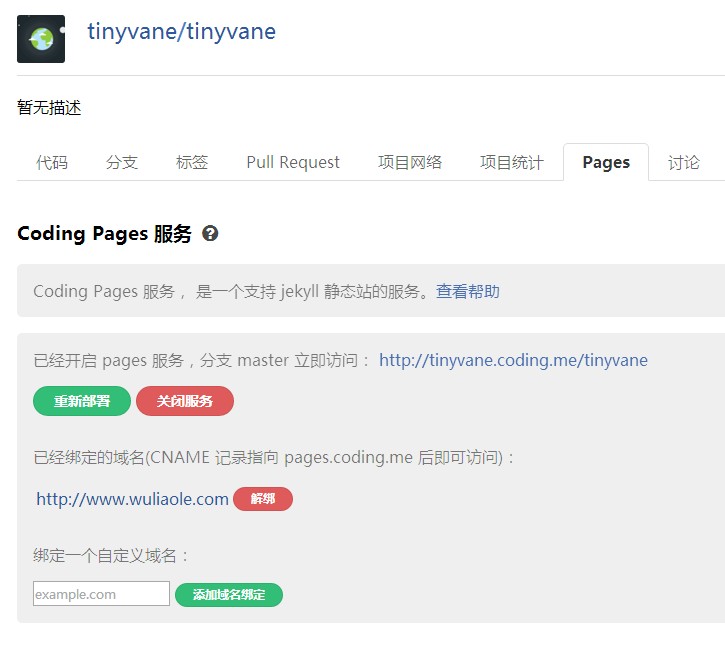 tinyvane/tinyvane
暂无描述
代码 分支 标签 Pull Request 项目网络 项目统计 Pages 讨论
Coding Pages 服务 ?
Coding Pages 服务 ，是一个支持 jekyll 静态站的服务。查看帮助
已经开启 pages 服务，分支 master 立即访问： http://tinyvane.coding.me/tinyvane
重新部署 关闭服务
已经绑定的域名(CNAME 记录指向 pages.coding.me 后即可访问)：
http://www.wuliaole.com 解绑
绑定一个自定义域名：
example.com 添加域名绑定